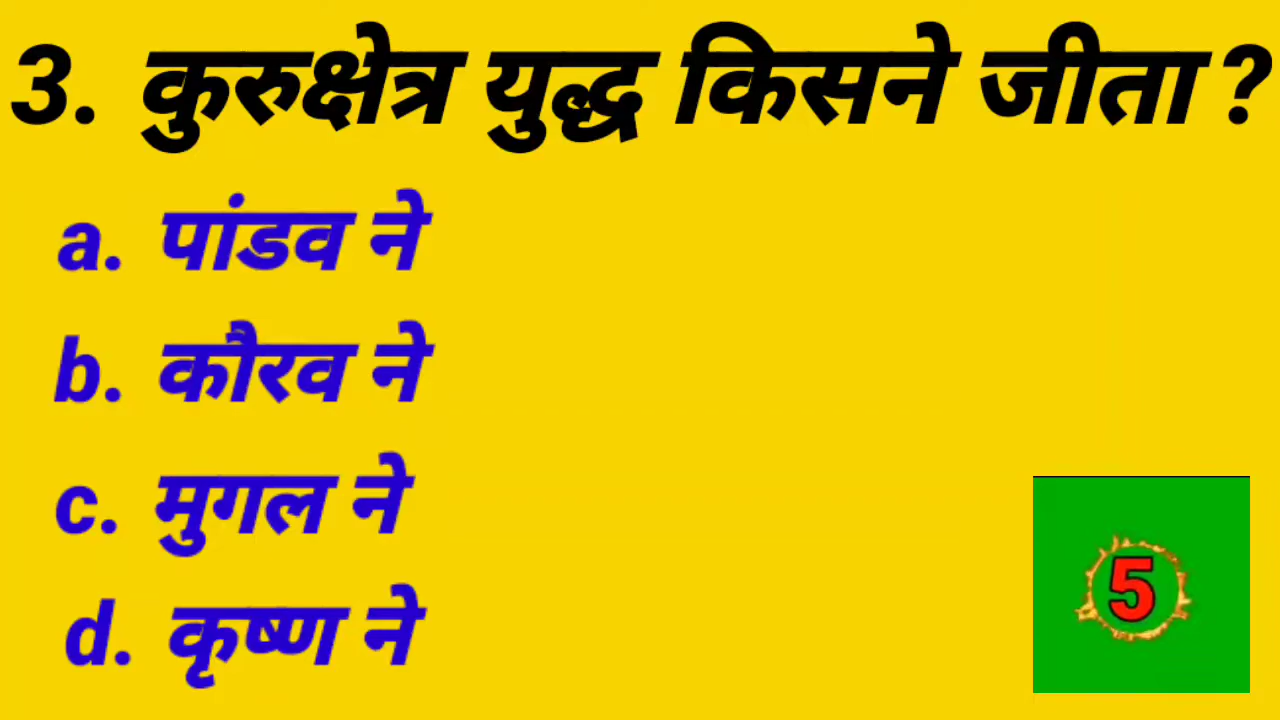 3. कुरुक्षेत्र युद्ध किसने जीता ?
a. पांडव ने
b. कौरव ने
c. मुगल ने
d. कृष्ण ने
5